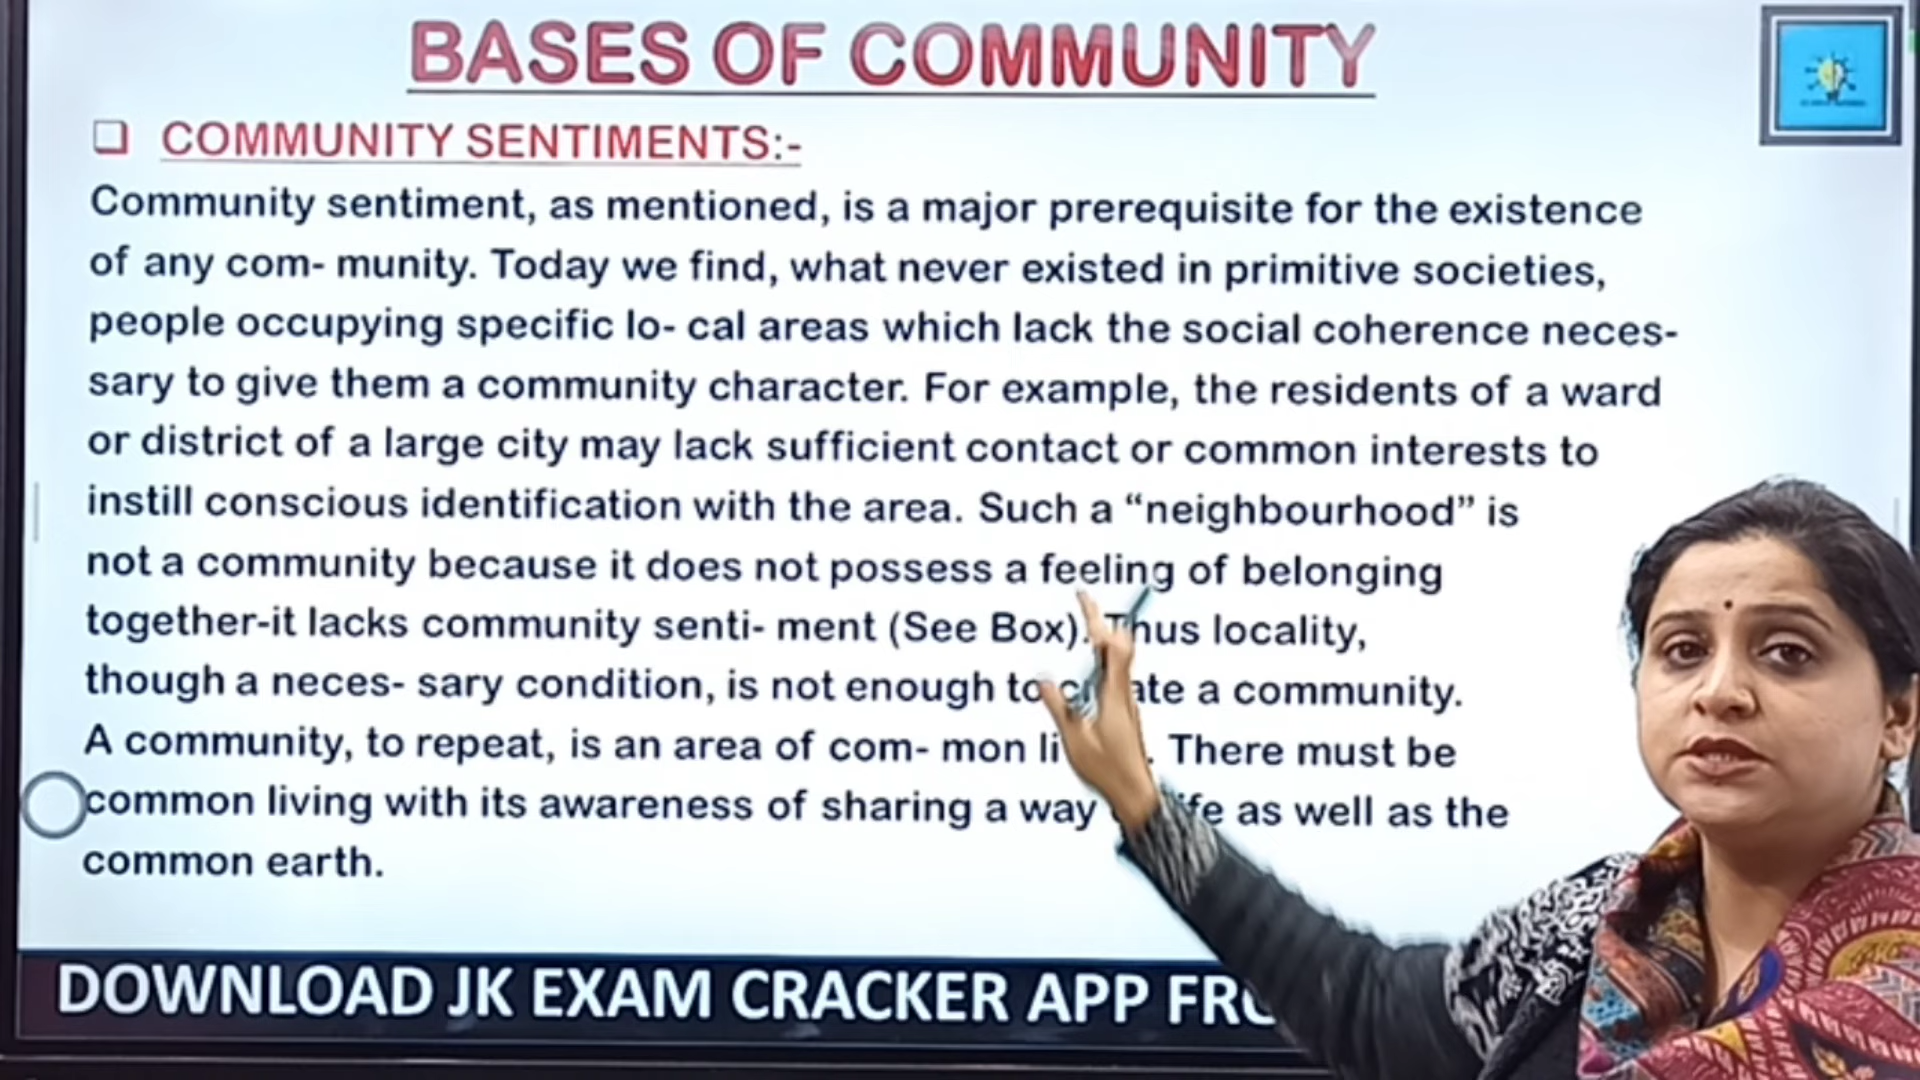 BASES OF COMMUNITY
COMMUNITY SENTIMENTS:-
Community sentiment, as mentioned, is a major prerequisite for the existence
of any com- munity. Today we find, what never existed in primitive societies,
people occupying specific lo- cal areas which lack the social coherence neces-
sary to give them a community character. For example, the residents of a ward
or district of a large city may lack sufficient contact or common interests to
instill conscious identification with the area. Such a “neighbourhood” is
not a community because it does not possess a feeling of belonging
together-it lacks community senti- ment (See Box). Thus locality,
though a neces- sary condition, is not enough to a community.
A community, to repeat, is an area of com- mon There must be
common living with its awareness of sharing a way as well as the
common earth.
DOWNLOAD JK EXAM CRACKER APP